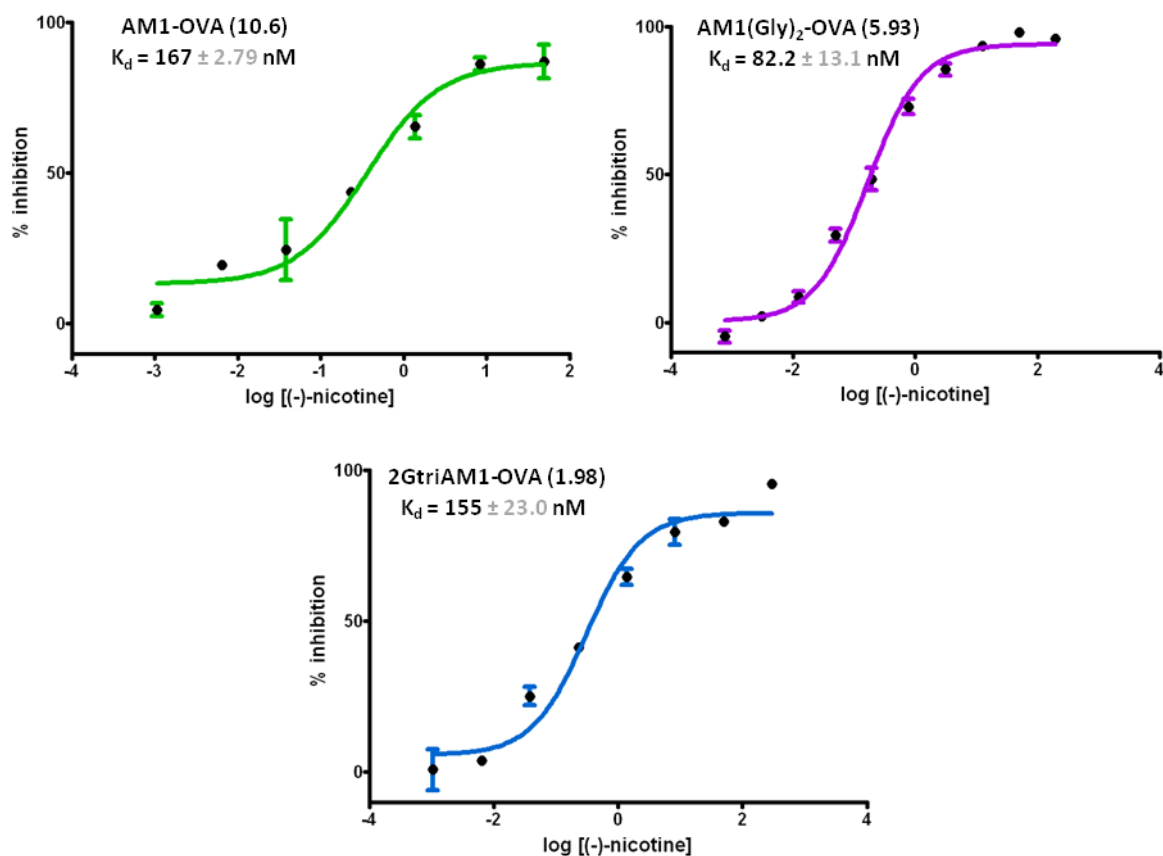 AM1-OVA (10.6)
Kd = 167 ± 2.79 nM
100
50
0
% inhibition
-4 -3 -2 -1 0 1 2
log [(-)-nicotine]
AM1(Gly)2-OVA (5.93)
Kd = 82.2 ± 13.1 nM
100
50
0
% inhibition
-4 -2 0 2 4
log [(-)-nicotine]
2GtriAM1-OVA (1.98)
Kd = 155 ± 23.0 nM
100
50
0
% inhibition
-4 -2 0 2 4
log [(-)-nicotine]